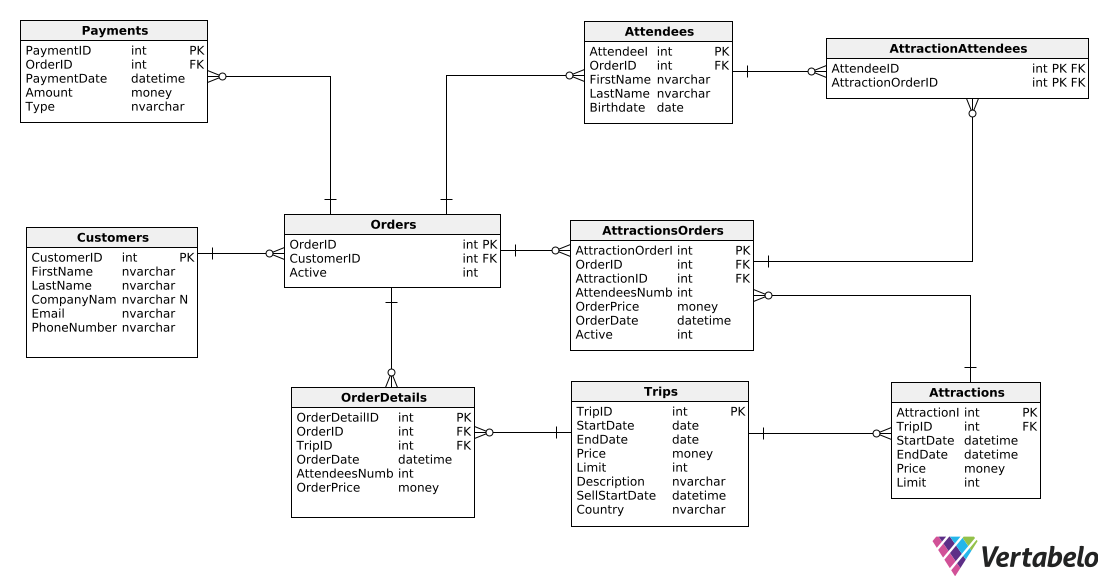 Payments
PaymentID int PK
OrderID int FK
PaymentDate datetime
Amount money
Type nvarchar
Attendees
AttendeeI int PK
OrderID int FK
FirstName nvarchar
LastName nvarchar
Birthdate date
AttractionAttendees
AttendeeID int PK FK
AttractionOrderID int PK FK
Customers
CustomerID int PK
FirstName nvarchar
LastName nvarchar
CompanyNam nvarchar N
Email nvarchar
PhoneNumber nvarchar
Orders
OrderID int PK
CustomerID int FK
Active int
AttractionsOrders
AttractionOrderI int PK
OrderID int FK
AttractionID int FK
AttendeesNumb int
OrderPrice money
OrderDate datetime
Active int
OrderDetails
OrderDetailID int PK
OrderID int FK
TripID int FK
OrderDate datetime
AttendeesNumb int
OrderPrice money
Trips
TripID int PK
StartDate date
EndDate date
Price money
Limit int
Description nvarchar
SellStartDate datetime
Country nvarchar
Attractions
AttractionI int PK
TripID int FK
StartDate datetime
EndDate datetime
Price money
Limit int
Vertabelo